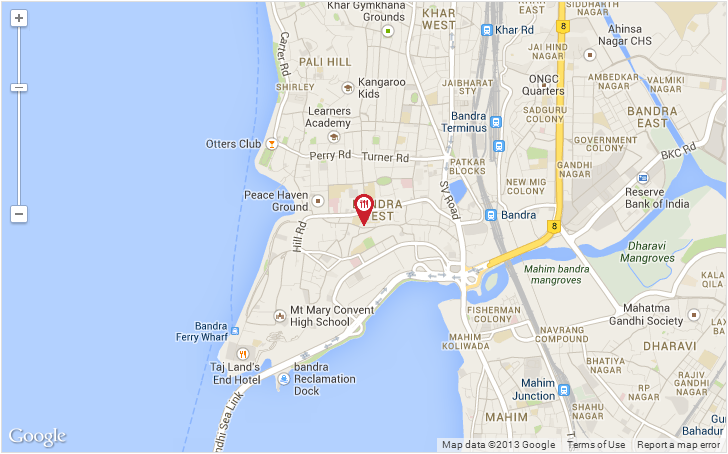 Khar Gymkhana
Grounds
KHAR
WEST
Khar Rd
8
SIDDHARTH
NAGAR
Ahinsa
Nagar CHS
Carter Rd
PALI HILL
SHIRLEY
Kangaroo
Kids
JAI HIND
NAGAR
JAIBHARAT
STY
ONGC
Quarters
AMBEDKAR
NAGAR
VALMIKI
NAGAR
Learners
Academy
Bandra
Terminus
SADGURU
COLONY
BANDRA
EAST
Otters Club
Perry Rd
Turner Rd
PATKAR
BLOCKS
GOVERNMENT
COLONY
GANDHI
NAGAR
BKC Rd
NEW MIG
COLONY
Reserve
Bank of India
Peace Haven
Ground
WEST
SV Road
Bandra
Hill Rd
8
Dharavi
Mangroves
Mahim bandra
mangroves
KALA
QILA
Mt Mary Convent
High School
FISHERMAN
COLONY
Mahatma
Gandhi Society
Bandra
Ferry Wharf
MAHIM
KOLIWADA
NAVRANG
COMPOUND
DHARAVI
Taj Land's
End Hotel
bandra
Reclamation
Dock
BHATIYA
NAGAR
Mahim
Junction
RP
NAGAR
RAJIV
NAGAR
ndhi Sea Link
SHAHU
NAGAR
MAHIM
Guru
Bahadur
Google
Map data ©2013 Google
Terms of Use
Report a map error